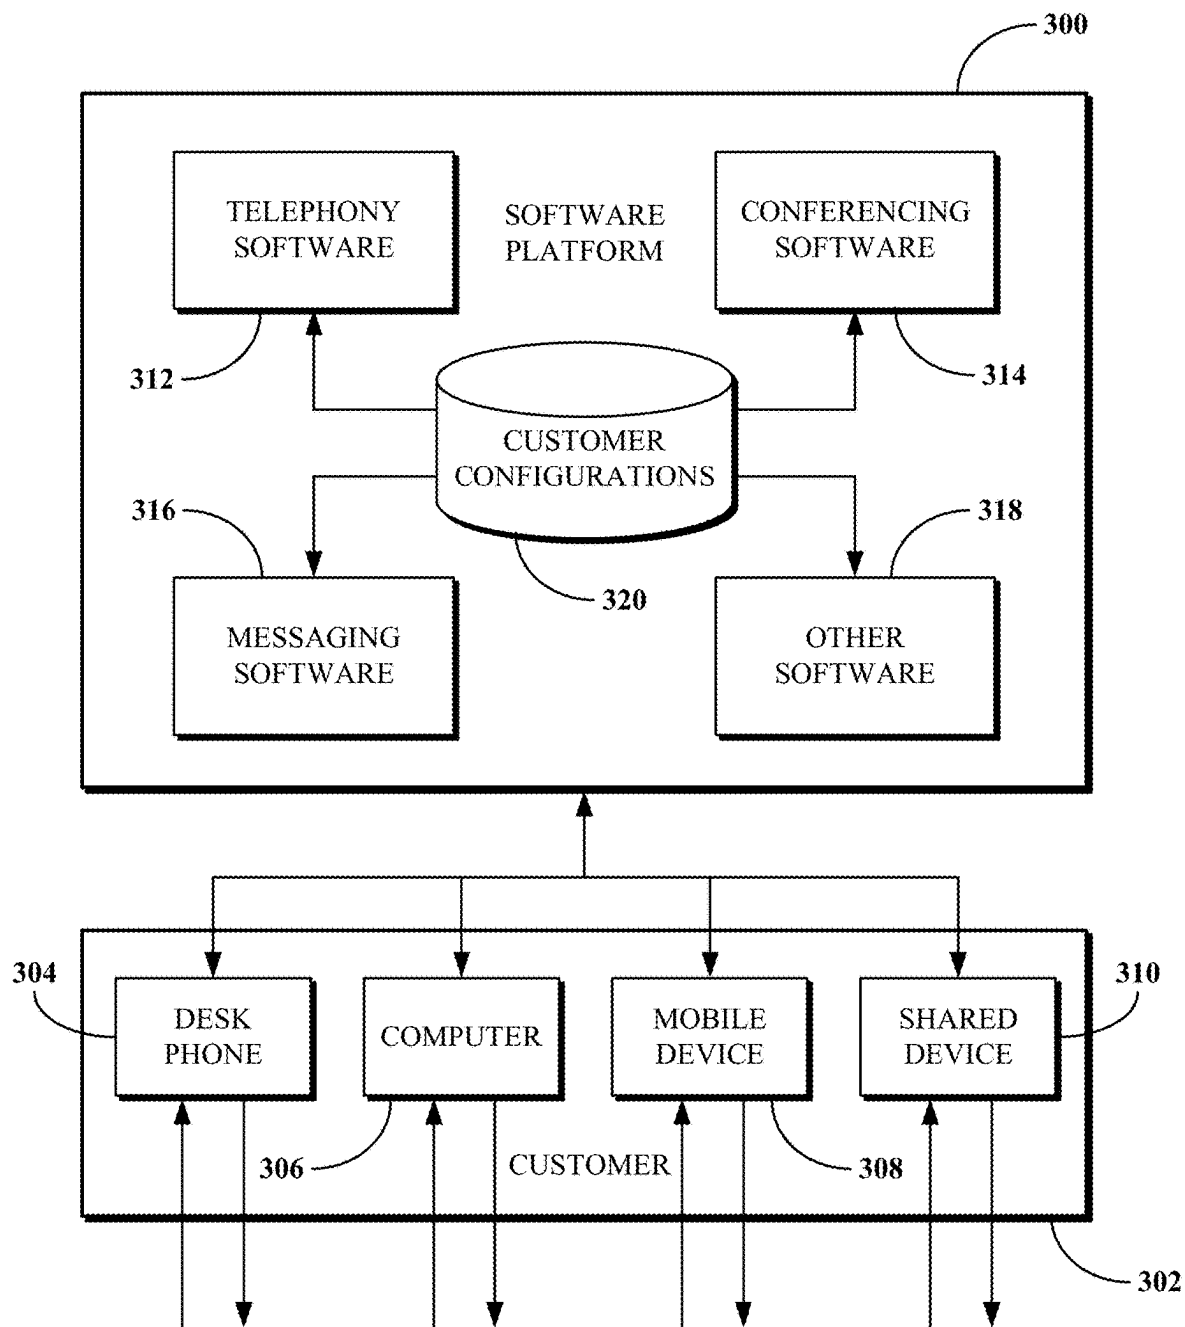 300
TELEPHONY
SOFTWARE
SOFTWARE
PLATFORM
CONFERENCING
SOFTWARE
312
314
CUSTOMER
CONFIGURATIONS
316
318
320
MESSAGING
SOFTWARE
OTHER
SOFTWARE
304
310
DESK
PHONE
COMPUTER
MOBILE
DEVICE
SHARED
DEVICE
306
CUSTOMER
308
302